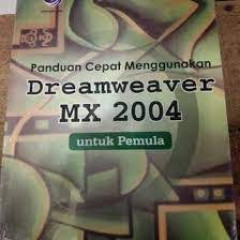 Panduan Cepat Menggunakan
Dreamweaver
MX 2004
untuk Pemula